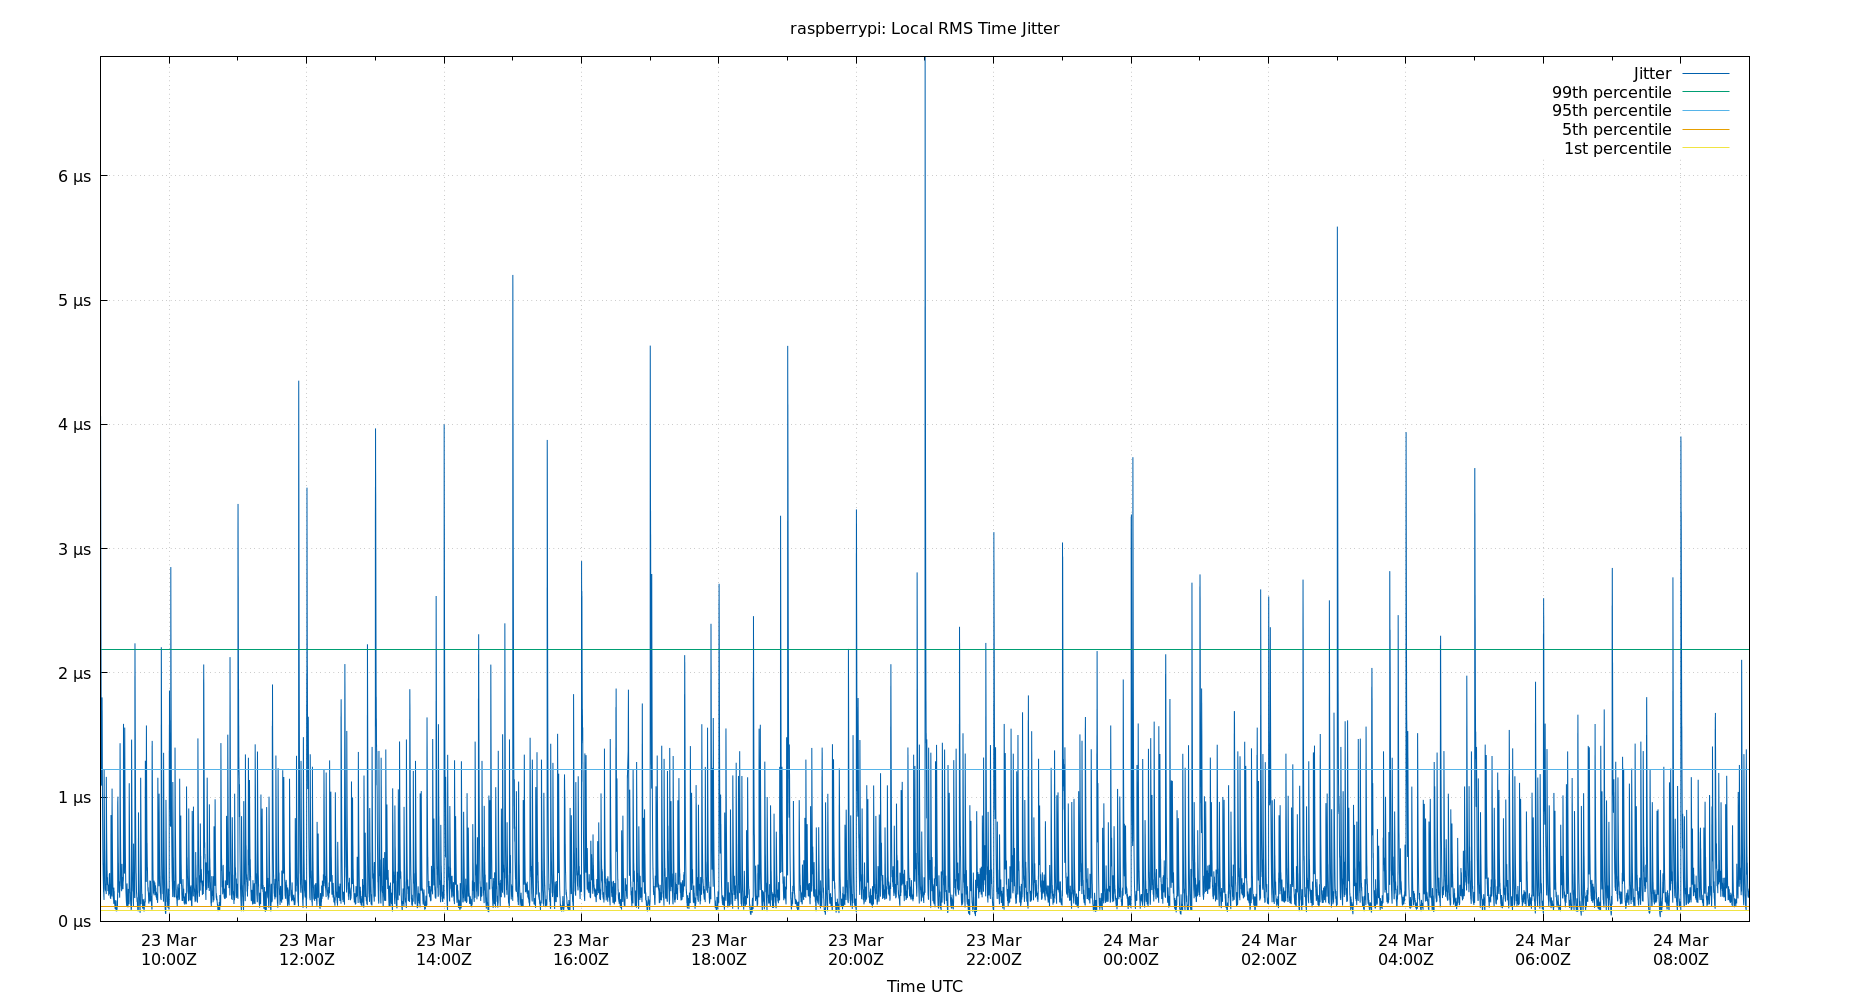 raspberrypi: Local RMS Time Jitter
Jitter
99th percentile
95th percentile
5th percentile
1st percentile
6 µs
5 µs
4 µs
3 µs
2 µs
1 µs
0 µs
23 Mar 23 Mar 23 Mar 23 Mar 23 Mar 23 Mar 23 Mar 24 Mar 24 Mar 24 Mar 24 Mar 24 Mar
10:00Z 12:00Z 14:00Z 16:00Z 18:00Z 20:00Z 22:00Z 00:00Z 02:00Z 04:00Z 06:00Z 08:00Z
Time UTC